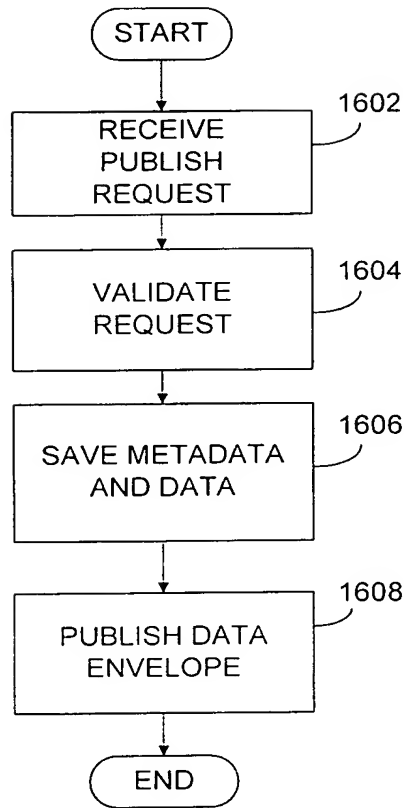 START
1602
RECEIVE
PUBLISH
REQUEST
1604
VALIDATE
REQUEST
1606
SAVE METADATA
AND DATA
1608
PUBLISH DATA
ENVELOPE
END